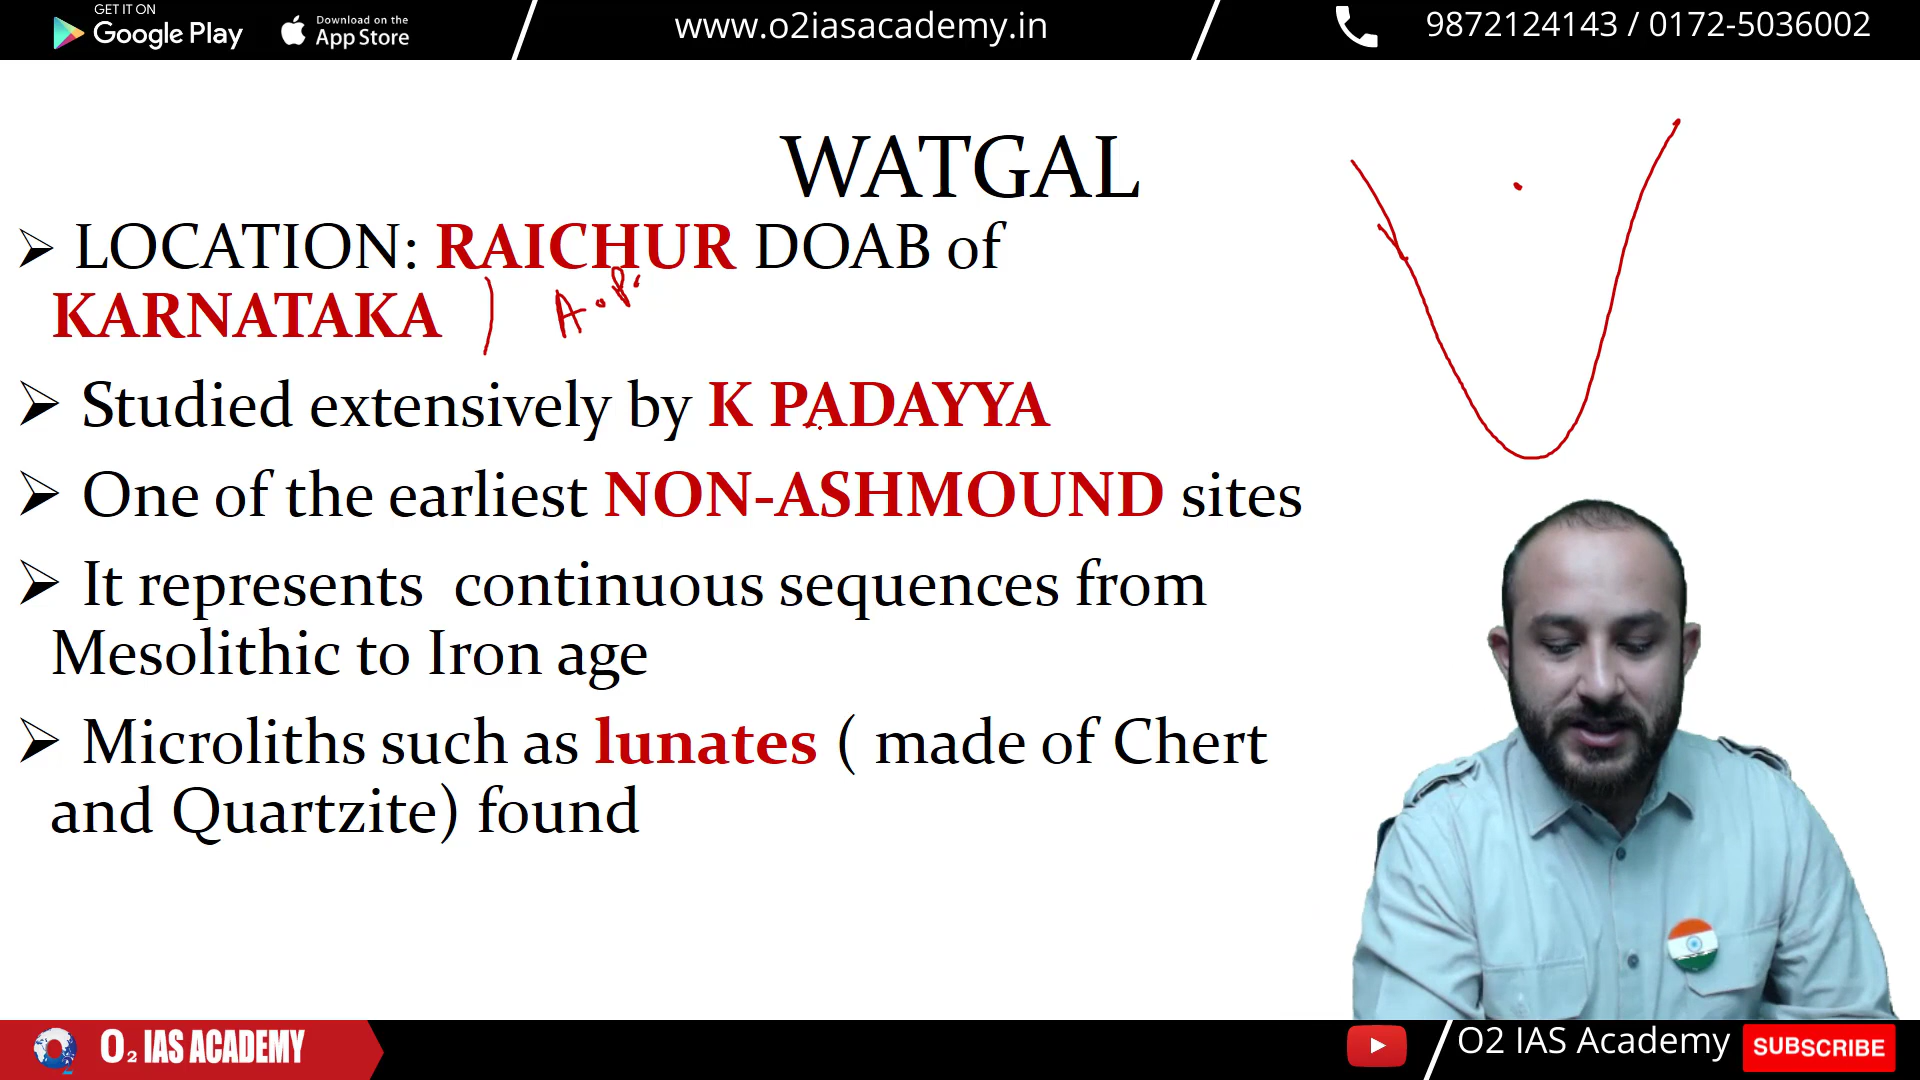 GET IT ON
Google Play
Download on the
App Store
www.o2iasacademy.in
9872124143 / 0172-5036002
WATGAL
➢ LOCATION: RAICHUR DOAB of
KARNATAKA ) A.P.
➢ Studied extensively by K PADAYYA
➢ One of the earliest NON-ASHMOUND sites
➢ It represents continuous sequences from
Mesolithic to Iron age
➢ Microliths such as lunates ( made of Chert
and Quartzite) found
O2 IAS ACADEMY
O2 IAS Academy
SUBSCRIBE